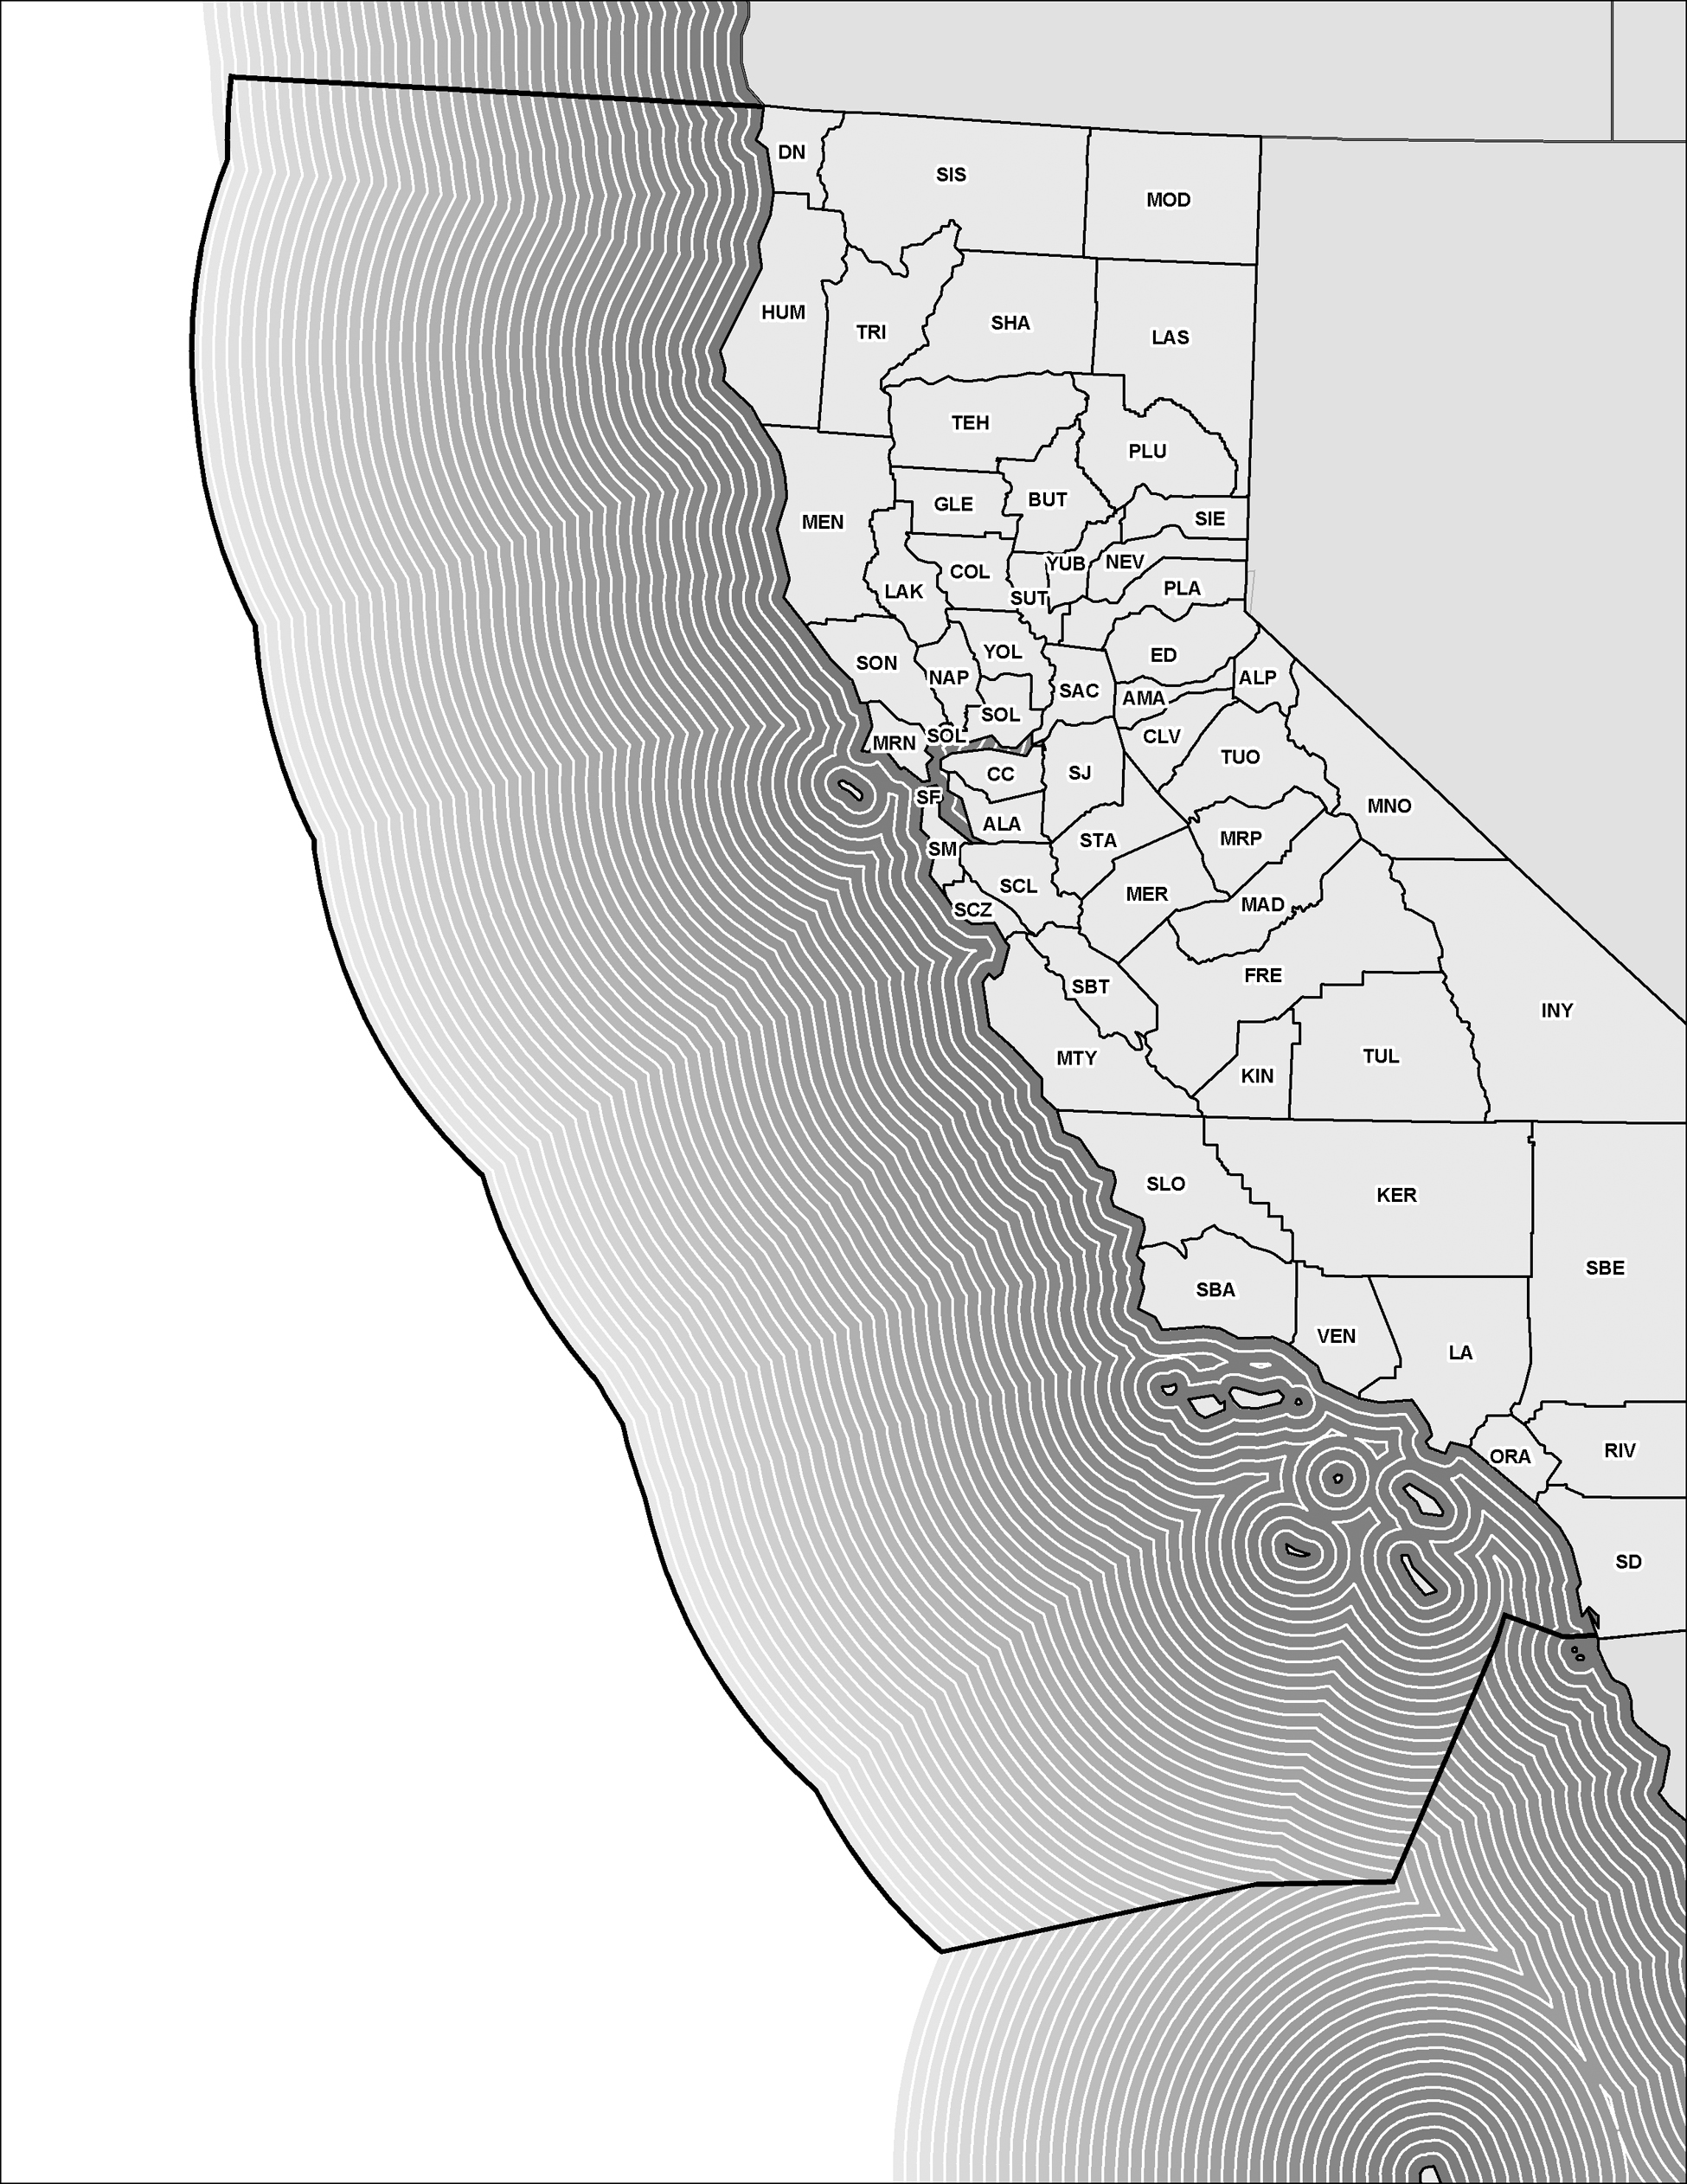 DN
SIS
MOD
HUM
TRI
SHA
LAS
TEH
PLU
BUT
GLE
SIE
MEN
YUB
NEV
COL
PLA
LAK
SUT
YOL
ED
SON
NAP
ALP
SAC
AMA
SOL
SOL
CLV
MRN
TUO
CC
SJ
SF
MNO
ALA
MRP
STA
SM
SCL
MER
MAD
SCZ
FRE
SBT
INY
MTY
TUL
KIN
SLO
KER
SBE
SBA
VEN
LA
RIV
ORA
SD